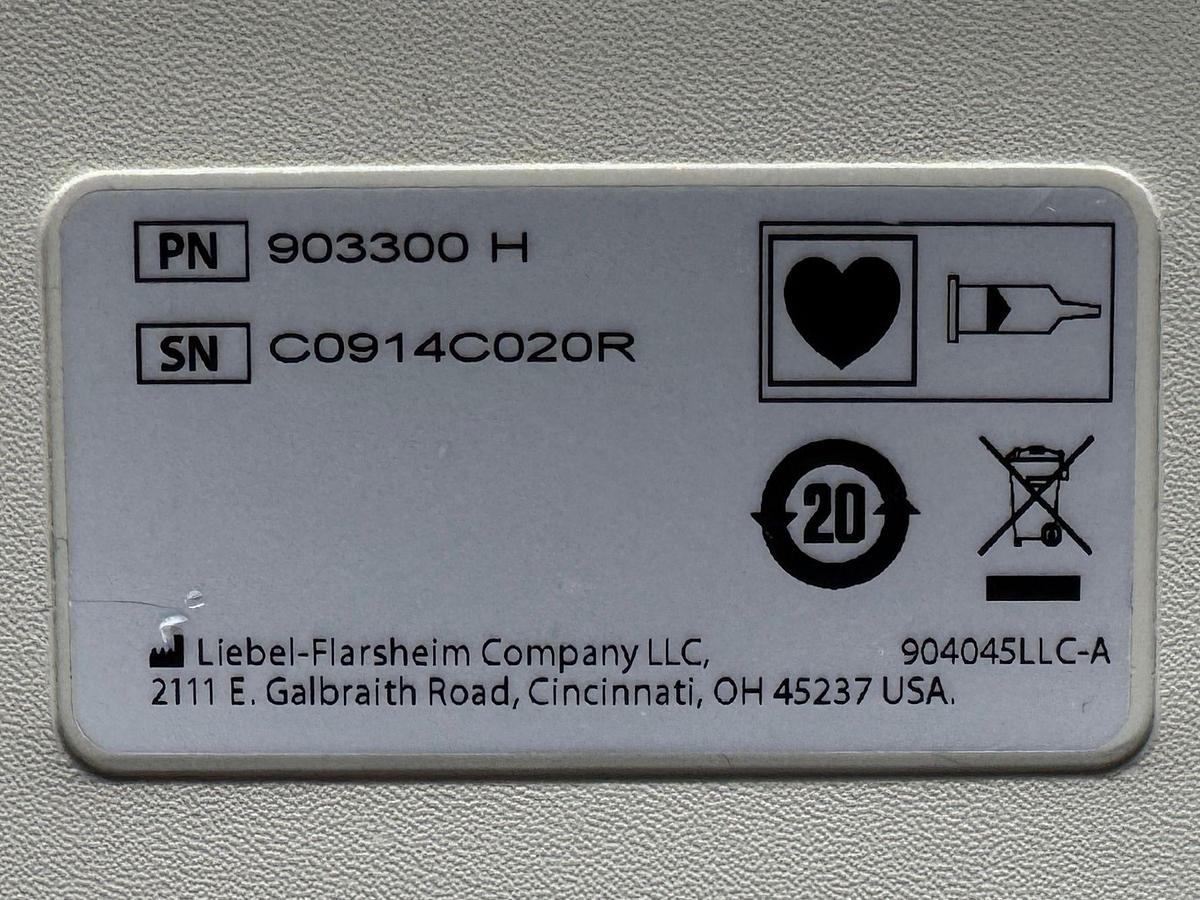 PN 903300 H
SN C0914C020R
20
Liebel-Flarsheim Company LLC,
904045LLC-A
2111 E. Galbraith Road, Cincinnati, OH 45237 USA.